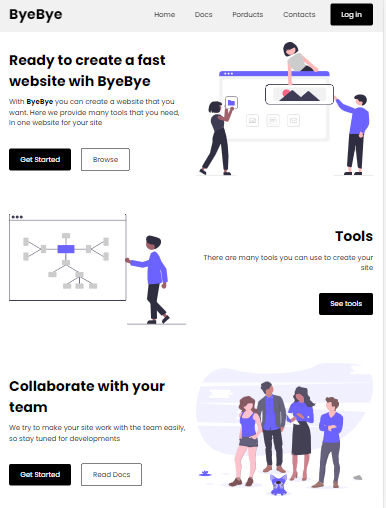 ByeBye
Home Docs Porducts Contacts Log in
Ready to create a fast
website wih ByeBye
With ByeBye you can create a website that you
want. Here we provide many tools that you need,
in one website for your site
Get Started Browse
Tools
There are many tools you can use to create your
site
See tools
Collaborate with your
team
We try to make your site work with the team easily,
so stay tuned for developments
Get Started Read Docs